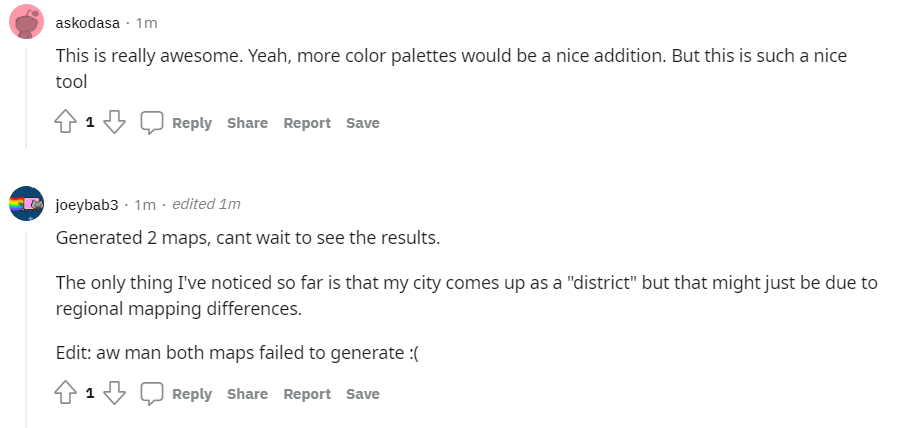 askodasa · 1m
This is really awesome. Yeah, more color palettes would be a nice addition. But this is such a nice
tool
1 Reply Share Report Save
joeybab3 · 1m · edited 1m
Generated 2 maps, cant wait to see the results.
The only thing I've noticed so far is that my city comes up as a "district" but that might just be due to
regional mapping differences.
Edit: aw man both maps failed to generate :(
1 Reply Share Report Save